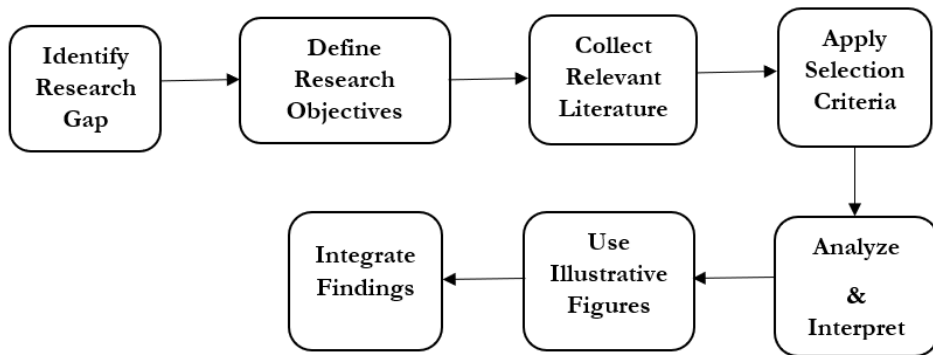 Identify
Research
Gap
Define
Research
Objectives
Collect
Relevant
Literature
Apply
Selection
Criteria
Analyze
&
Interpret
Use
Illustrative
Figures
Integrate
Findings